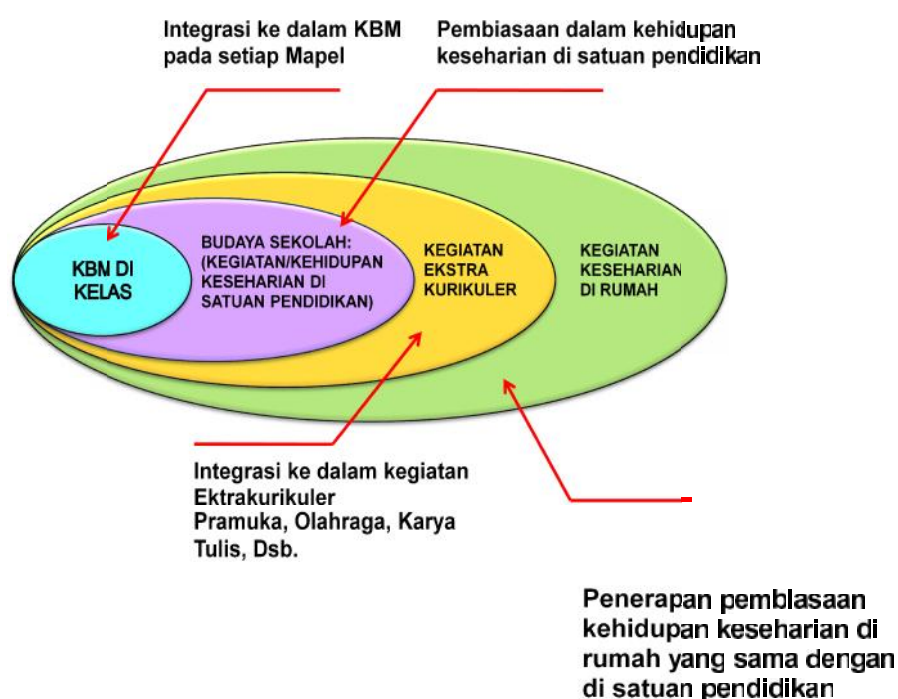 Integrasi ke dalam KBM
pada setiap Mapel
Pembiasaan dalam kehidupan
keseharian di satuan pendidikan
KBM DI
KELAS
BUDAYA SEKOLAH:
(KEGIATAN/KEHIDUPAN
KESEHARIAN DI
SATUAN PENDIDIKAN)
KEGIATAN
EKSTRA
KURIKULER
KEGIATAN
KESEHARIAN
DI RUMAH
Integrasi ke dalam kegiatan
Ektrakurikuler
Pramuka, Olahraga, Karya
Tulis, Dsb.
Penerapan pembiasaan
kehidupan keseharian di
rumah yang sama dengan
di satuan pendidikan